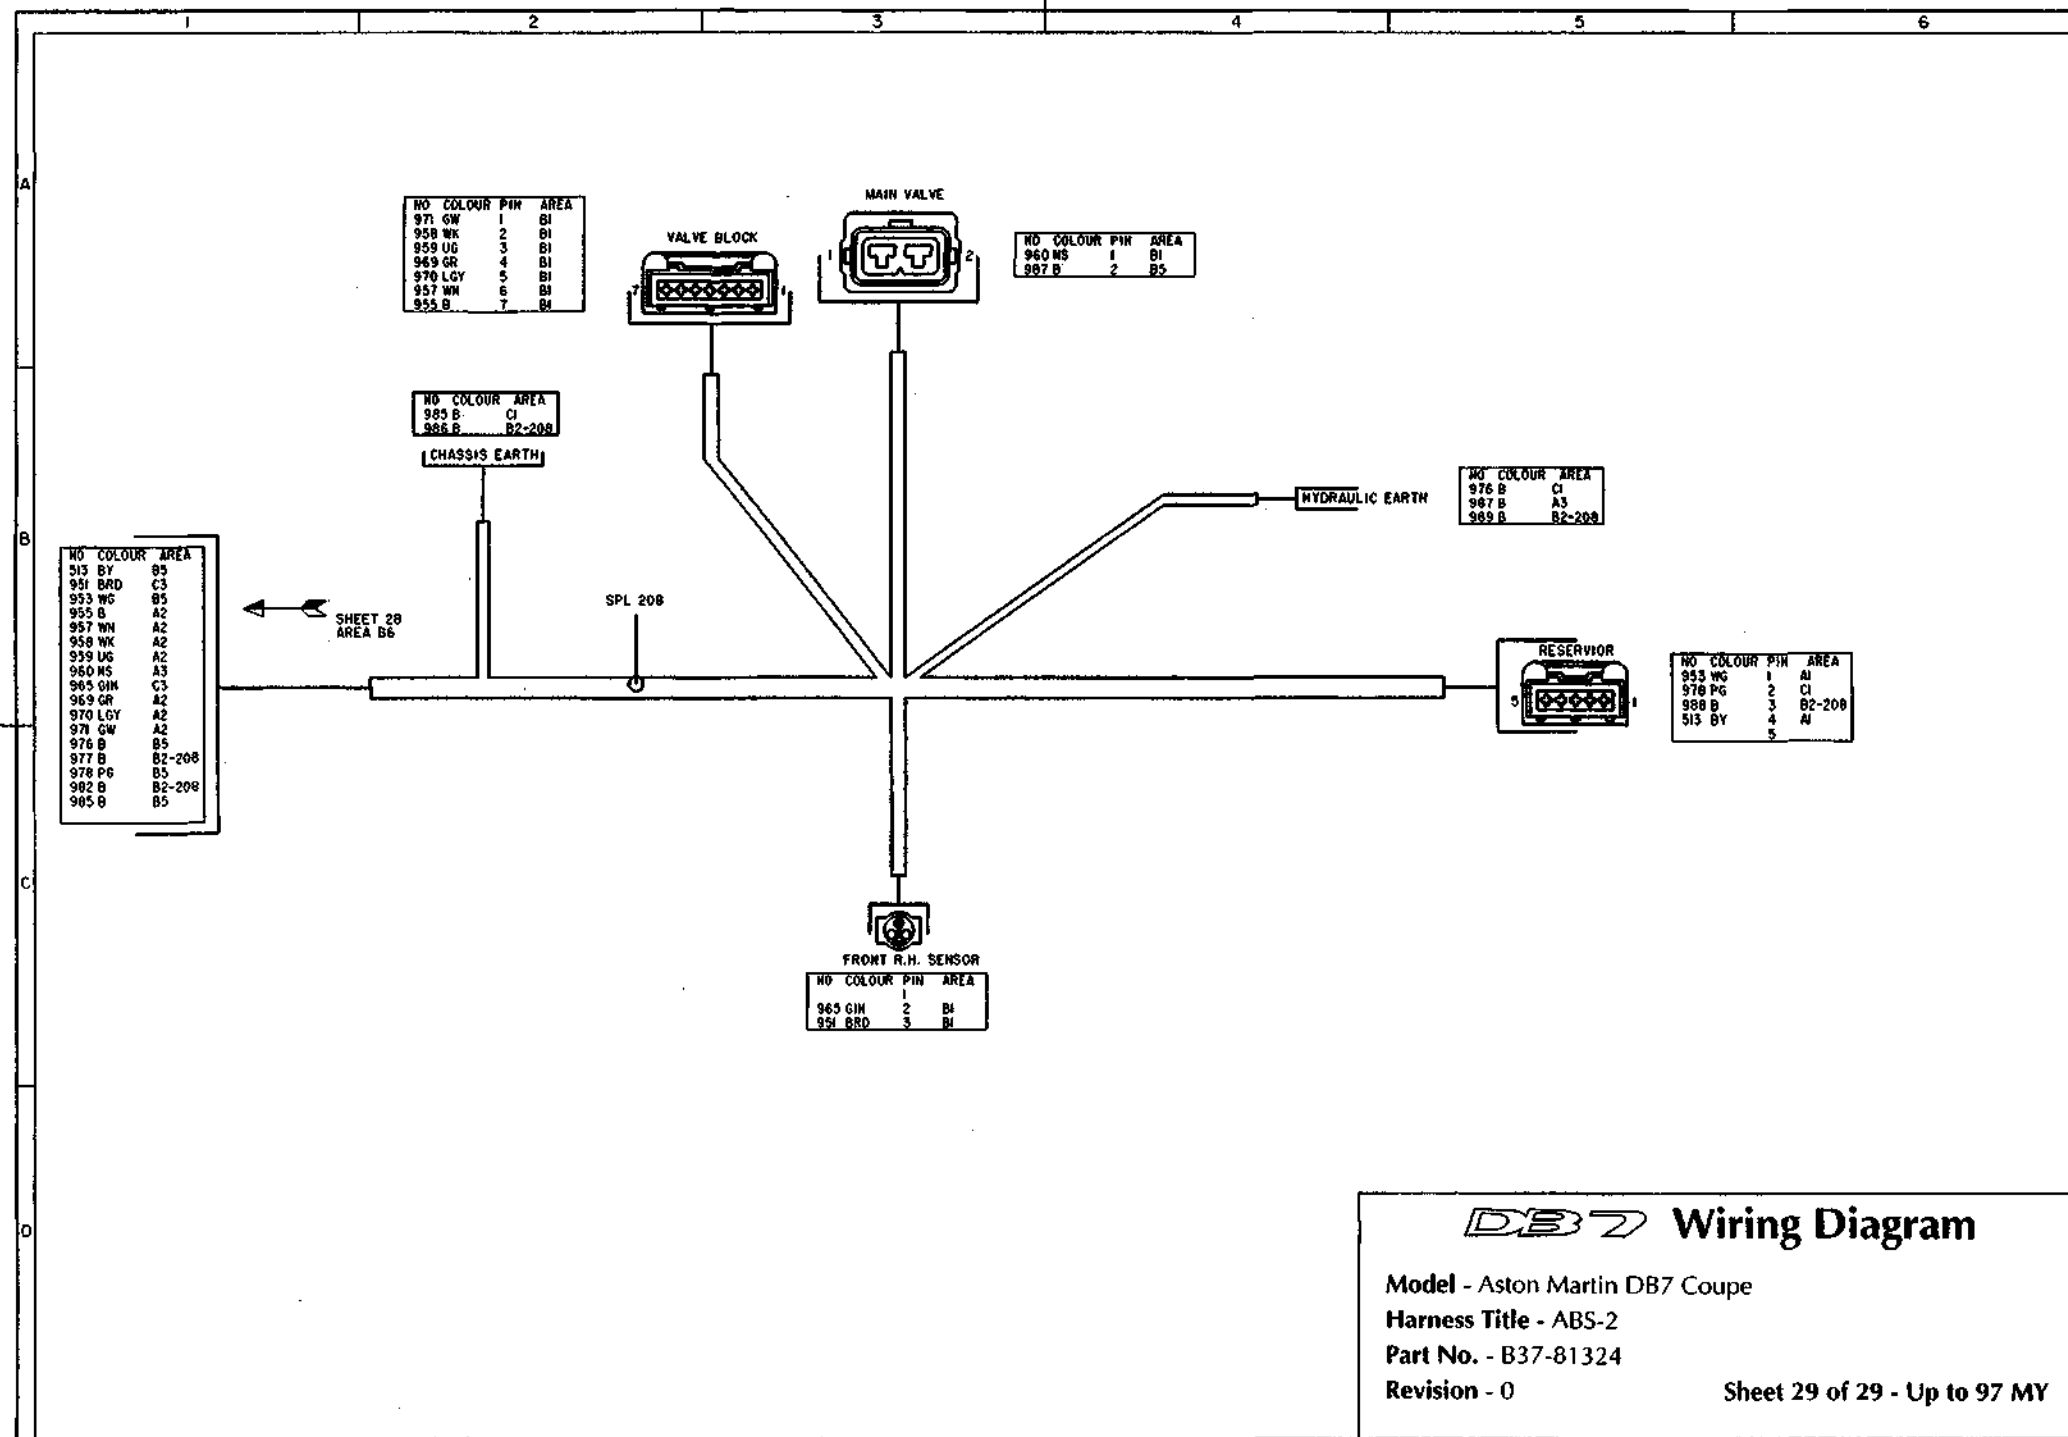 1 2 3 4 5 6
A
B
C
D
MAIN VALVE
1 2
NO COLOUR PIN AREA
971 GW 1 B1
958 WK 2 B1
959 UG 3 B1
969 GR 4 B1
970 LGY 5 B1
957 WN 6 B1
955 B 7 B1
VALVE BLOCK
7 1
NO COLOUR PIN AREA
960 NS 1 B1
987 B 2 B5
NO COLOUR AREA
985 B C1
986 B B2-208
CHASSIS EARTH
HYDRAULIC EARTH
NO COLOUR AREA
976 B C1
987 B A3
989 B B2-208
NO COLOUR AREA
513 BY B5
951 BRD C3
953 WG B5
955 B A2
957 WN A2
958 WK A2
959 UG A2
960 NS A3
965 GIN C3
969 GR A2
970 LGY A2
971 GW A2
976 B B5
977 B B2-208
978 PG B5
982 B B2-208
985 B B5
SHEET 28
AREA B6
SPL 208
RESERVIOR
5 1
NO COLOUR PIN AREA
953 WG 1 A1
978 PG 2 C1
988 B 3 B2-208
513 BY 4 A1
5
FRONT R.H. SENSOR
NO COLOUR PIN AREA
1
965 GIN 2 B1
951 BRD 3 B1
DB7 Wiring Diagram
Model - Aston Martin DB7 Coupe
Harness Title - ABS-2
Part No. - B37-81324
Revision - 0
Sheet 29 of 29 - Up to 97 MY